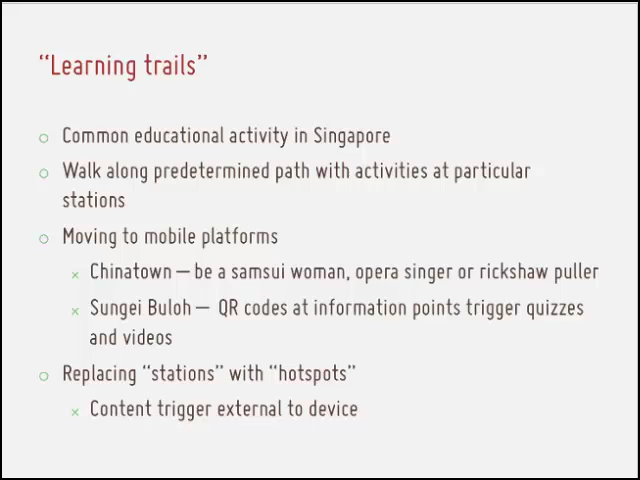 “Learning trails”
Common educational activity in Singapore
Walk along predetermined path with activities at particular
stations
Moving to mobile platforms
Chinatown – be a samsui woman, opera singer or rickshaw puller
Sungei Buloh – QR codes at information points trigger quizzes
and videos
Replacing “stations” with “hotspots”
Content trigger external to device